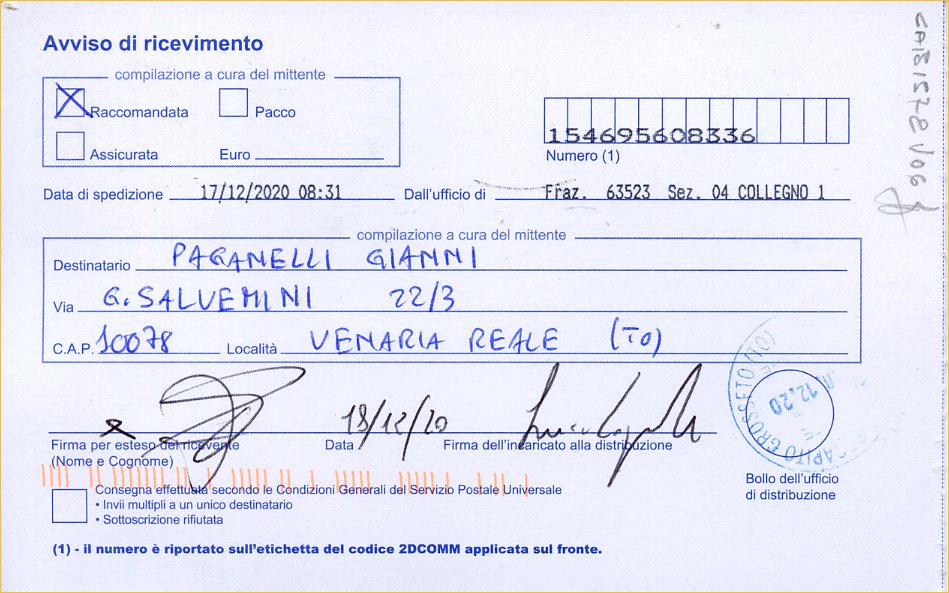 Avviso di ricevimento
compilazione a cura del mittente
Raccomandata
Pacco
Assicurata
Euro
154695608336
Numero (1)
Data di spedizione 17/12/2020 08:31 Dall'ufficio di Fraz. 63523 Sez. 04 COLLEGNO 1
compilazione a cura del mittente
Destinatario PAGANELLI GIANNI
Via G. SALVEMINI 22/3
C.A.P. 10078 Località VENARIA REALE (TO)
18/12/20
Firma per esteso del ricevente
(Nome e Cognome)
Data
Firma dell'incaricato alla distribuzione
GROSSETO
12.20
Bollo dell'ufficio
di distribuzione
Consegna effettuata secondo le Condizioni Generali del Servizio Postale Universale
• Invii multipli a un unico destinatario
• Sottoscrizione rifiutata
(1) - il numero è riportato sull'etichetta del codice 2DCOMM applicata sul fronte.